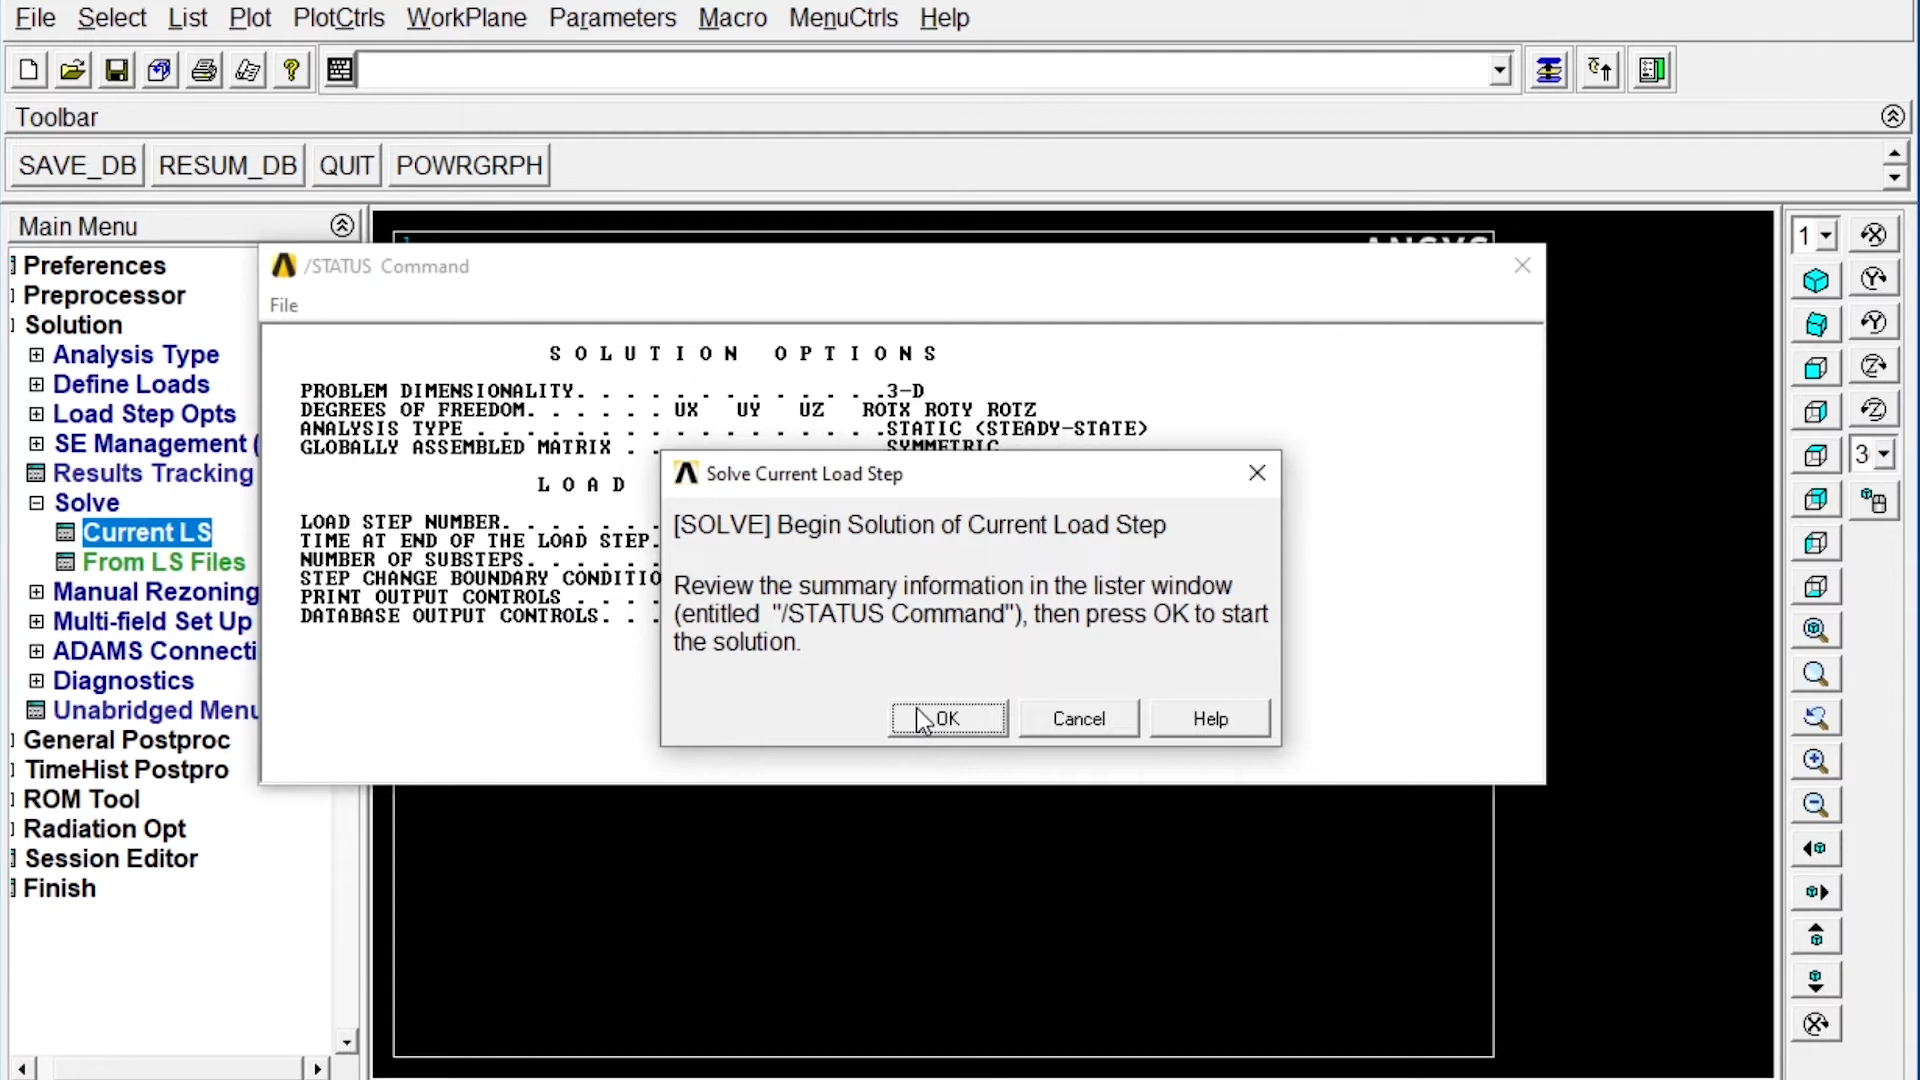 File Select List Plot PlotCtrls WorkPlane Parameters Macro MenuCtrls Help
Toolbar
SAVE_DB RESUM_DB QUIT POWRGRPH
Main Menu
Preferences
Preprocessor
Solution
Analysis Type
Define Loads
Load Step Opts
SE Management (
Results Tracking
Solve
Current LS
From LS Files
Manual Rezoning
Multi-field Set Up
ADAMS Connecti
Diagnostics
Unabridged Menu
General Postproc
TimeHist Postpro
ROM Tool
Radiation Opt
Session Editor
Finish
1
ANSYS
/STATUS Command
File
S O L U T I O N   O P T I O N S
PROBLEM DIMENSIONALITY. . . . . . . . . . . . .3-D
DEGREES OF FREEDOM. . . . . . UX UY UZ ROTX ROTY ROTZ
ANALYSIS TYPE . . . . . . . . . . . . . . . . .STATIC (STEADY-STATE)
GLOBALLY ASSEMBLED MATRIX . . SYMMETRIC
L O A D
LOAD STEP NUMBER. . . . . . .
TIME AT END OF THE LOAD STEP.
NUMBER OF SUBSTEPS. . . . . .
STEP CHANGE BOUNDARY CONDITIO
PRINT OUTPUT CONTROLS . . . .
DATABASE OUTPUT CONTROLS. . .
Solve Current Load Step
[SOLVE] Begin Solution of Current Load Step
Review the summary information in the lister window
(entitled "/STATUS Command"), then press OK to start
the solution.
OK Cancel Help
1
3